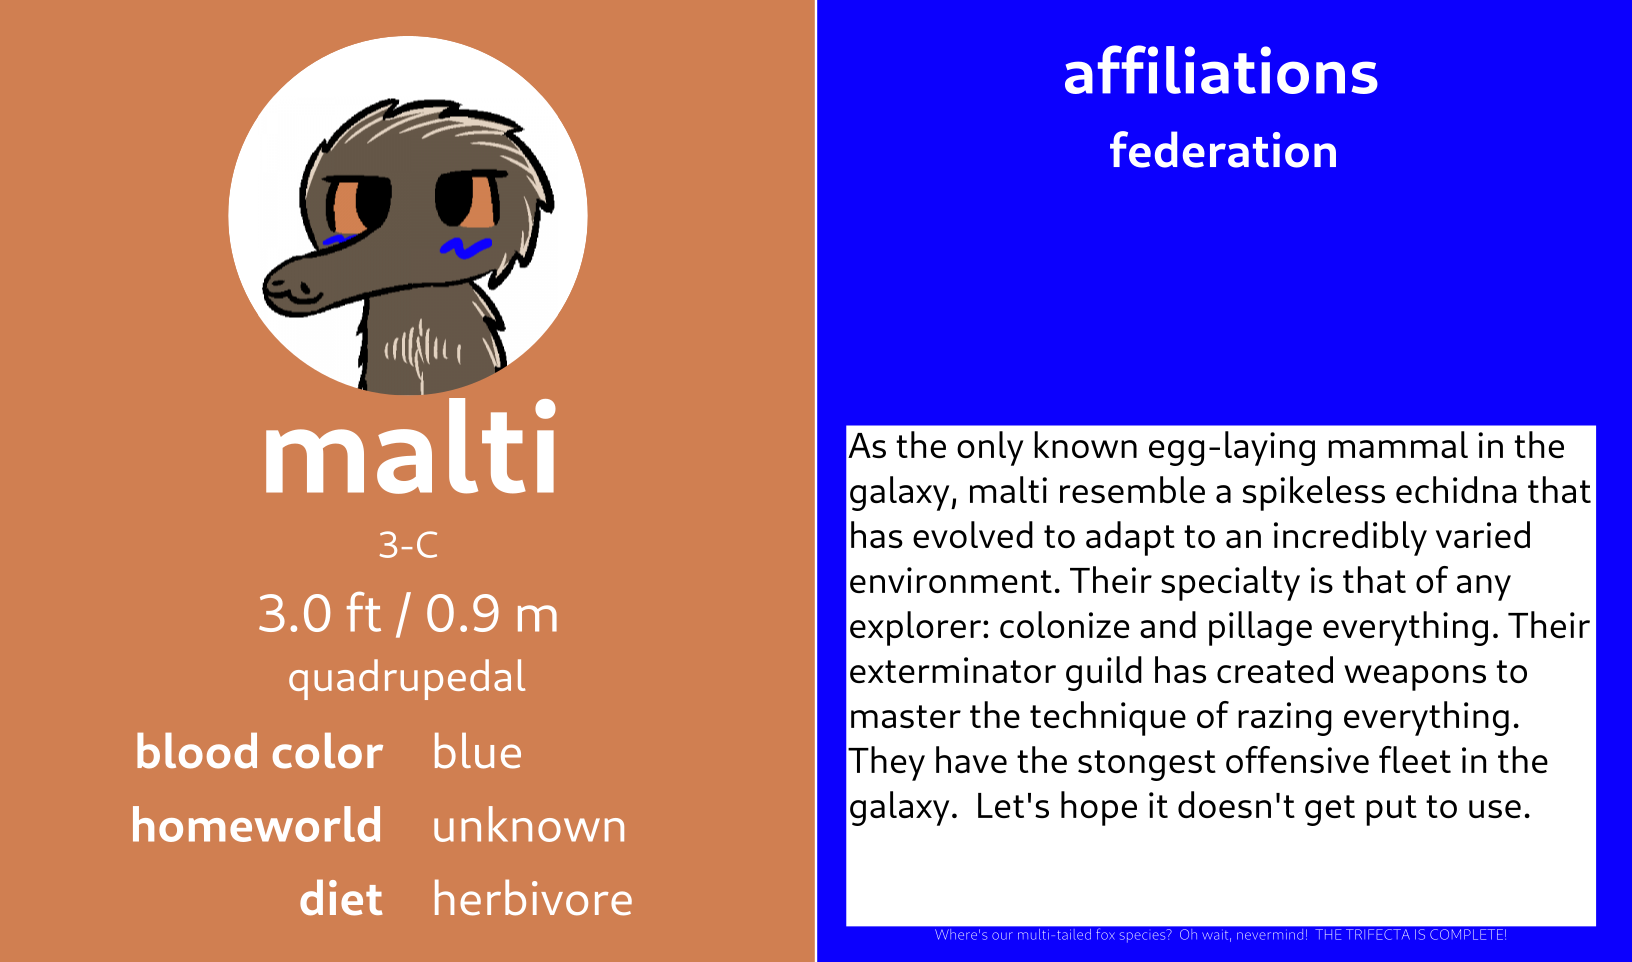 malti
3-C
3.0 ft / 0.9 m
quadrupedal
blood color blue
homeworld unknown
diet herbivore
affiliations
federation
As the only known egg-laying mammal in the
galaxy, malti resemble a spikeless echidna that
has evolved to adapt to an incredibly varied
environment. Their specialty is that of any
explorer: colonize and pillage everything. Their
exterminator guild has created weapons to
master the technique of razing everything.
They have the stongest offensive fleet in the
galaxy.  Let's hope it doesn't get put to use.
Where's our multi-tailed fox species?  Oh wait, nevermind!  THE TRIFECTA IS COMPLETE!